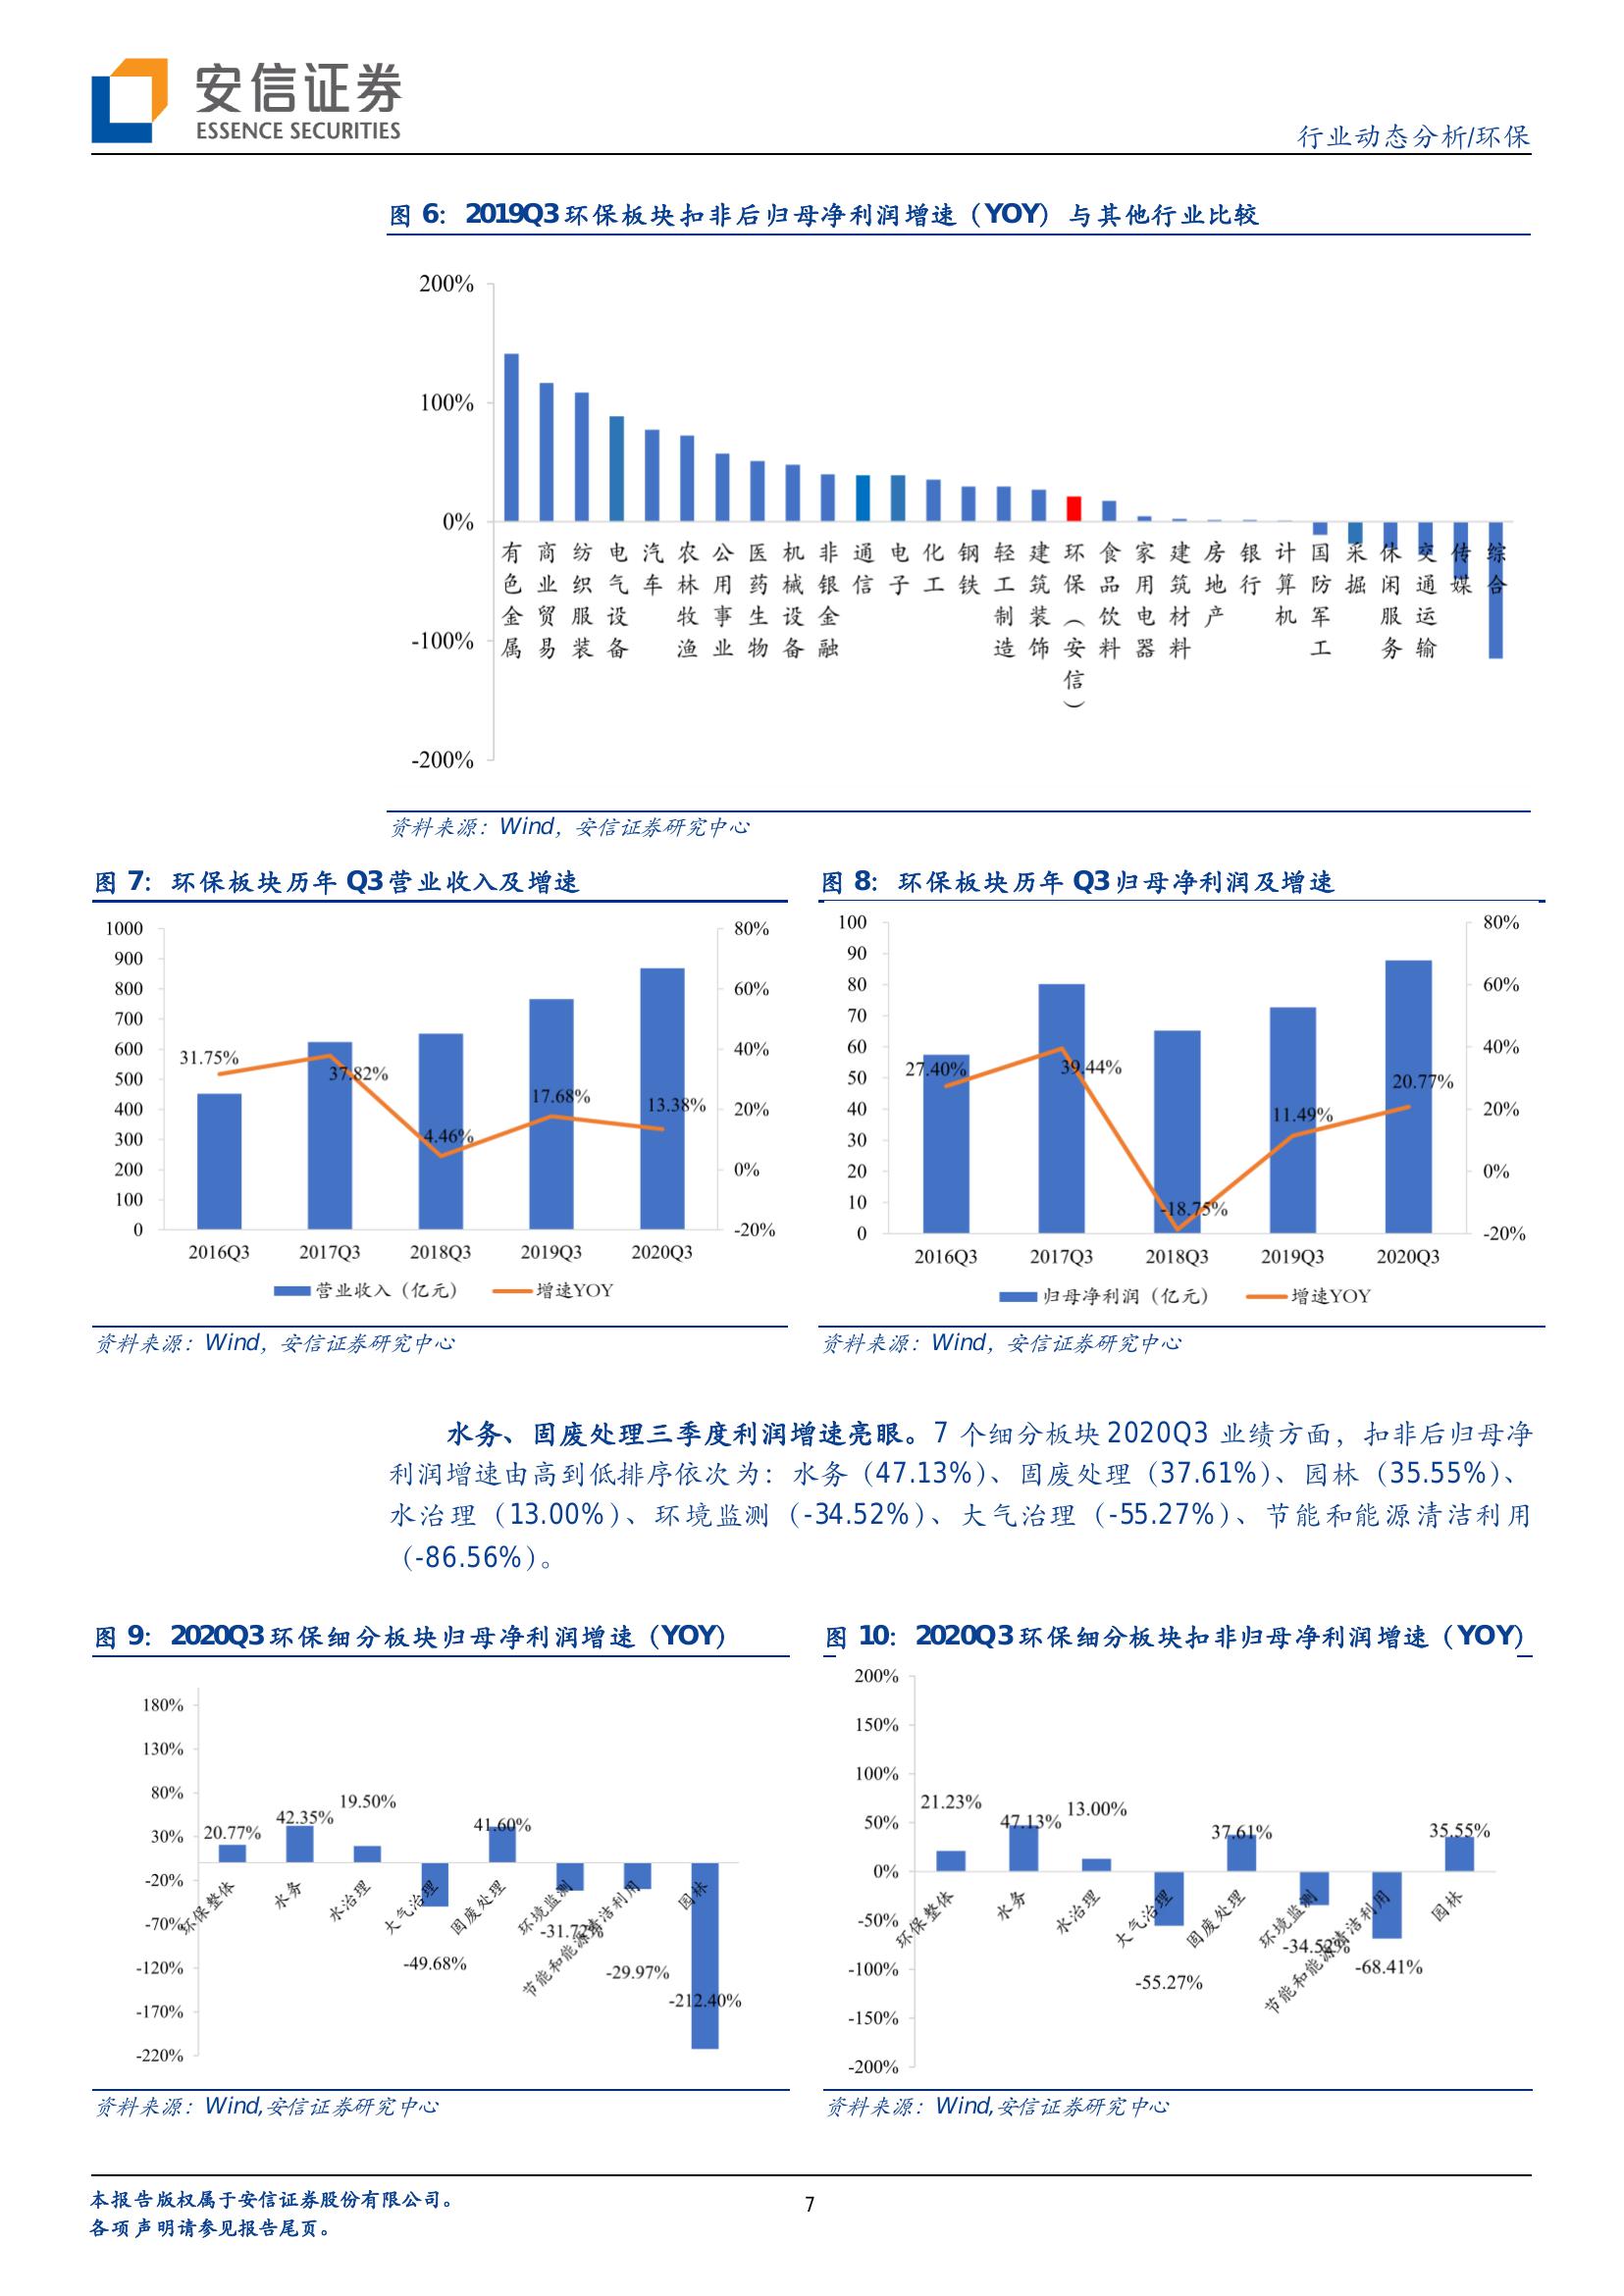 安信证券
ESSENCE SECURITIES
行业动态分析/环保
图 6：2019Q3 环保板块扣非后归母净利润增速（YOY）与其他行业比较
200%
100%
0%
-100%
-200%
有色金属
商业贸易
纺织服装
电气设备
汽车
农林牧渔
公用事业
医药生物
机械设备
非银金融
通信
电子
化工
钢铁
轻工制造
建筑装饰
环保（安信）
食品饮料
家用电器
建筑材料
房地产
银行
计算机
国防军工
采掘
休闲服务
交通运输
传媒
综合
资料来源：Wind，安信证券研究中心
图 7：环保板块历年 Q3 营业收入及增速
1000
900
800
700
600
500
400
300
200
100
0
80%
60%
40%
20%
0%
-20%
31.75%
37.82%
4.46%
17.68%
13.38%
2016Q3 2017Q3 2018Q3 2019Q3 2020Q3
营业收入（亿元） 增速YOY
资料来源：Wind，安信证券研究中心
图 8：环保板块历年 Q3 归母净利润及增速
100
90
80
70
60
50
40
30
20
10
0
80%
60%
40%
20%
0%
-20%
27.40%
39.44%
-18.75%
11.49%
20.77%
2016Q3 2017Q3 2018Q3 2019Q3 2020Q3
归母净利润（亿元） 增速YOY
资料来源：Wind，安信证券研究中心
水务、固废处理三季度利润增速亮眼。7 个细分板块 2020Q3 业绩方面，扣非后归母净
利润增速由高到低排序依次为：水务（47.13%）、固废处理（37.61%）、园林（35.55%）、
水治理（13.00%）、环境监测（-34.52%）、大气治理（-55.27%）、节能和能源清洁利用
（-86.56%）。
图 9：2020Q3 环保细分板块归母净利润增速（YOY）
180%
130%
80%
30%
-20%
-70%
-120%
-170%
-220%
20.77%
42.35%
19.50%
-49.68%
41.60%
-31.72%
-29.97%
-212.40%
环保整体
水务
水治理
大气治理
固废处理
环境监测
节能和能源清洁利用
园林
资料来源：Wind,安信证券研究中心
图 10：2020Q3 环保细分板块扣非归母净利润增速（YOY）
200%
150%
100%
50%
0%
-50%
-100%
-150%
-200%
21.23%
47.13%
13.00%
-55.27%
37.61%
-34.52%
-68.41%
35.55%
环保整体
水务
水治理
大气治理
固废处理
环境监测
节能和能源清洁利用
园林
资料来源：Wind,安信证券研究中心
本报告版权属于安信证券股份有限公司。
各项声明请参见报告尾页。
7